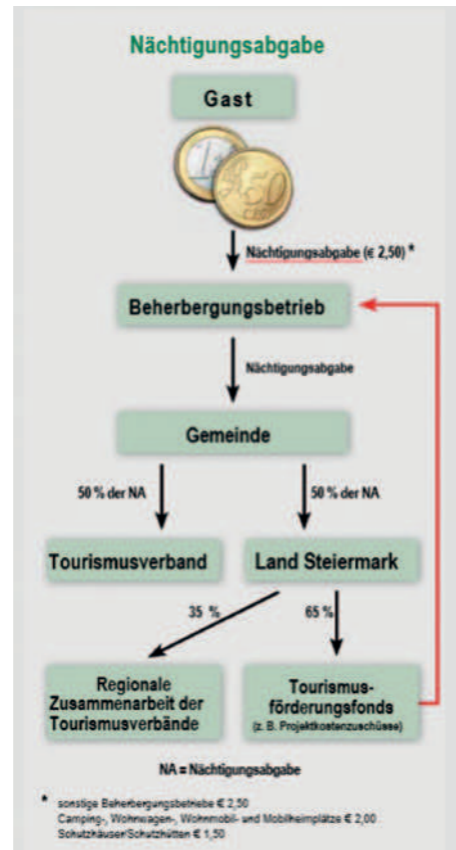 Nächtigungsabgabe
Gast
Nächtigungsabgabe (€ 2,50) *
Beherbergungsbetrieb
Nächtigungsabgabe
Gemeinde
50 % der NA
50 % der NA
Tourismusverband
Land Steiermark
35 %
65 %
Regionale
Zusammenarbeit der
Tourismusverbände
Tourismus-
förderungsfonds
(z. B. Projektkostenzuschüsse)
NA = Nächtigungsabgabe
* sonstige Beherbergungsbetriebe € 2,50
Camping-, Wohnwagen-, Wohnmobil- und Mobilheimplätze € 2,00
Schutzhäuser/Schutzhütten € 1,50